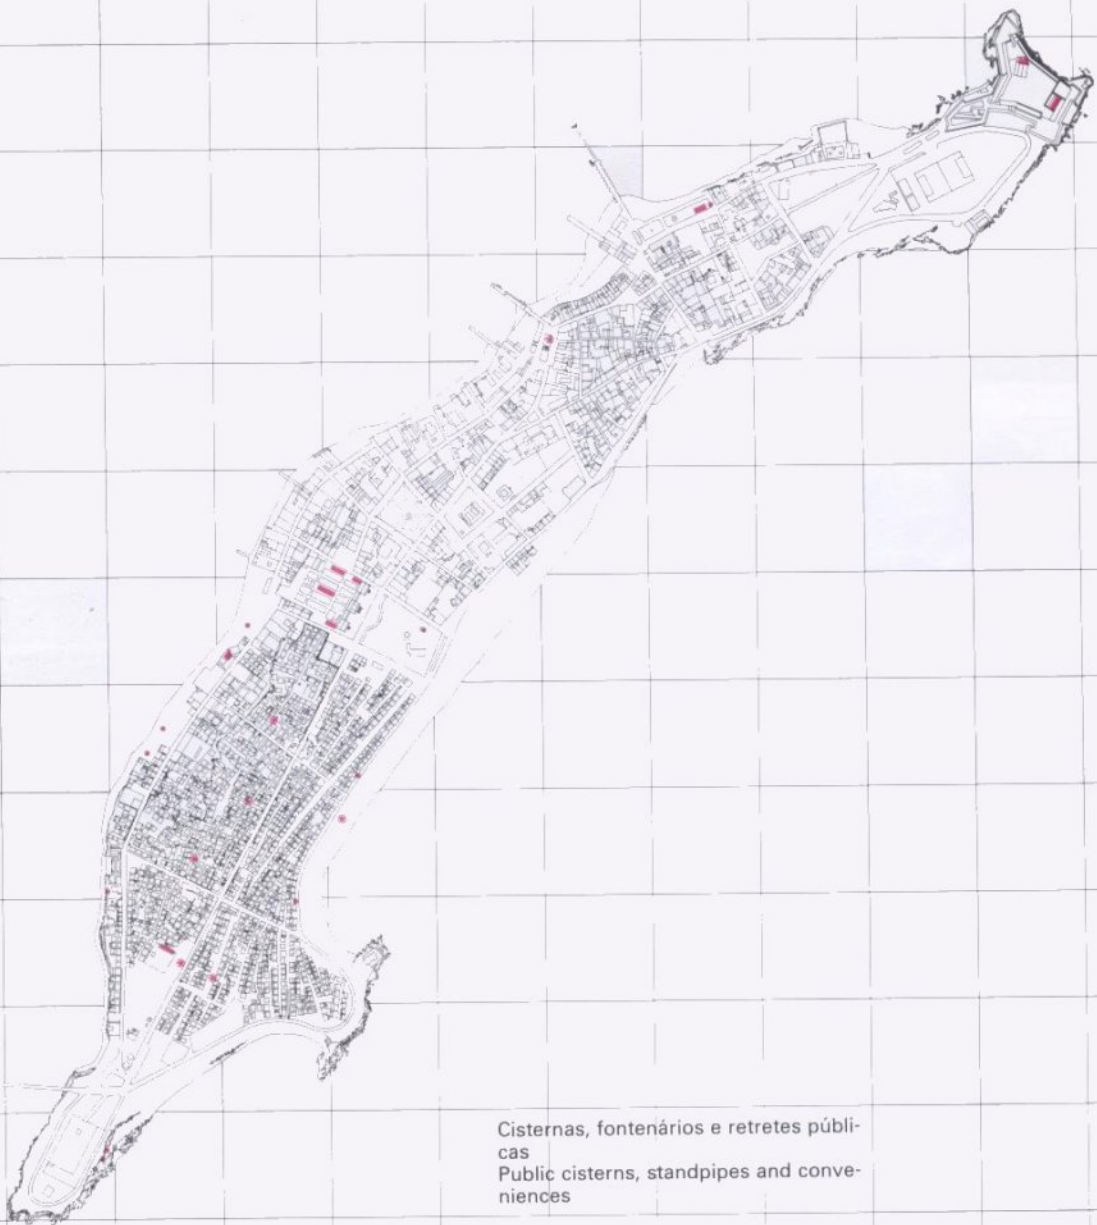 Cisternas, fontenários e retretes públi-
cas
Public cisterns, standpipes and conve-
niences